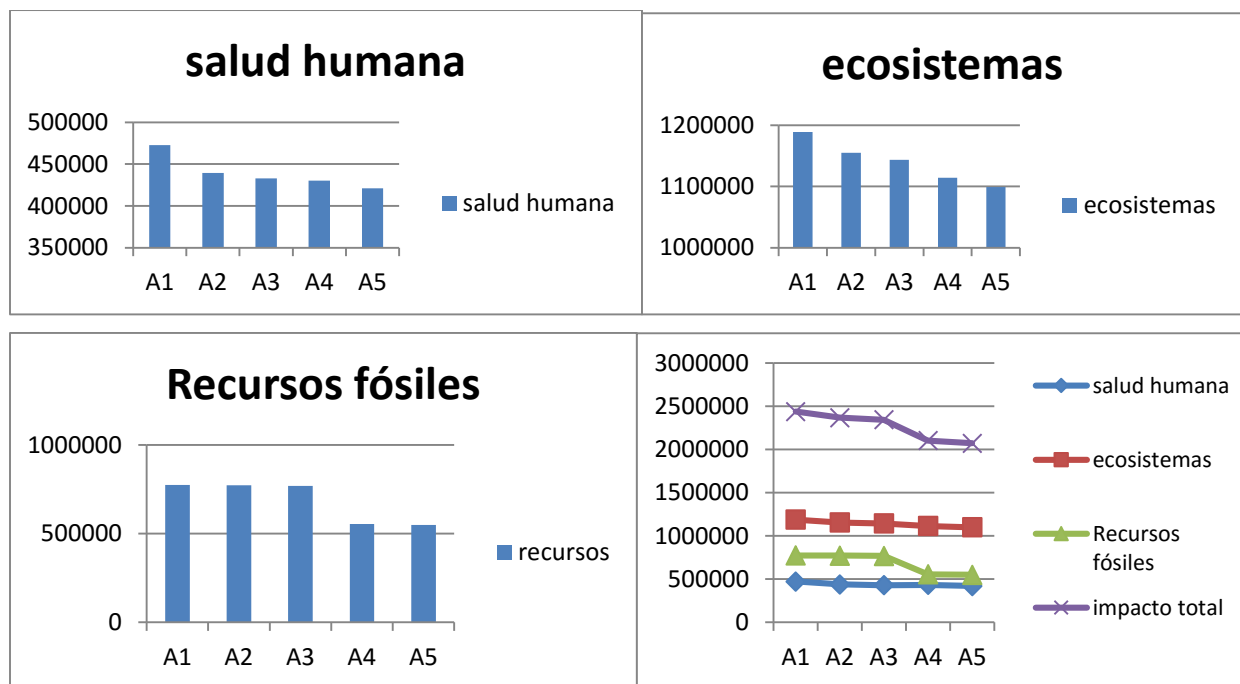 salud humana
500000
450000
400000
350000
A1 A2 A3 A4 A5
salud humana
ecosistemas
1200000
1100000
1000000
A1 A2 A3 A4 A5
ecosistemas
Recursos fósiles
1000000
500000
0
A1 A2 A3 A4 A5
recursos
3000000
2500000
2000000
1500000
1000000
500000
0
A1 A2 A3 A4 A5
salud humana
ecosistemas
Recursos
fósiles
impacto total